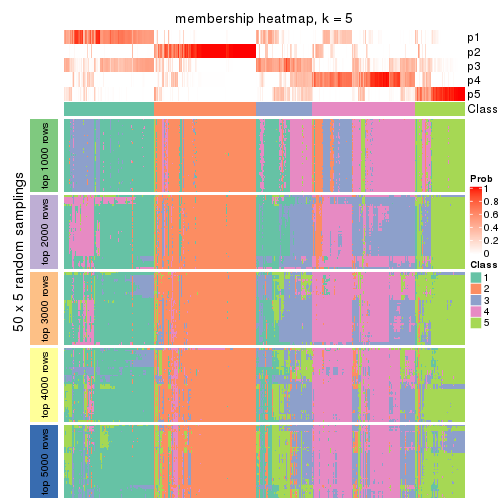 membership heatmap, k = 5
p1
p2
p3
p4
p5
Class
50 x 5 random samplings
top 1000 rows
top 2000 rows
top 3000 rows
top 4000 rows
top 5000 rows
Prob
1
0.8
0.6
0.4
0.2
0
Class
1
2
3
4
5